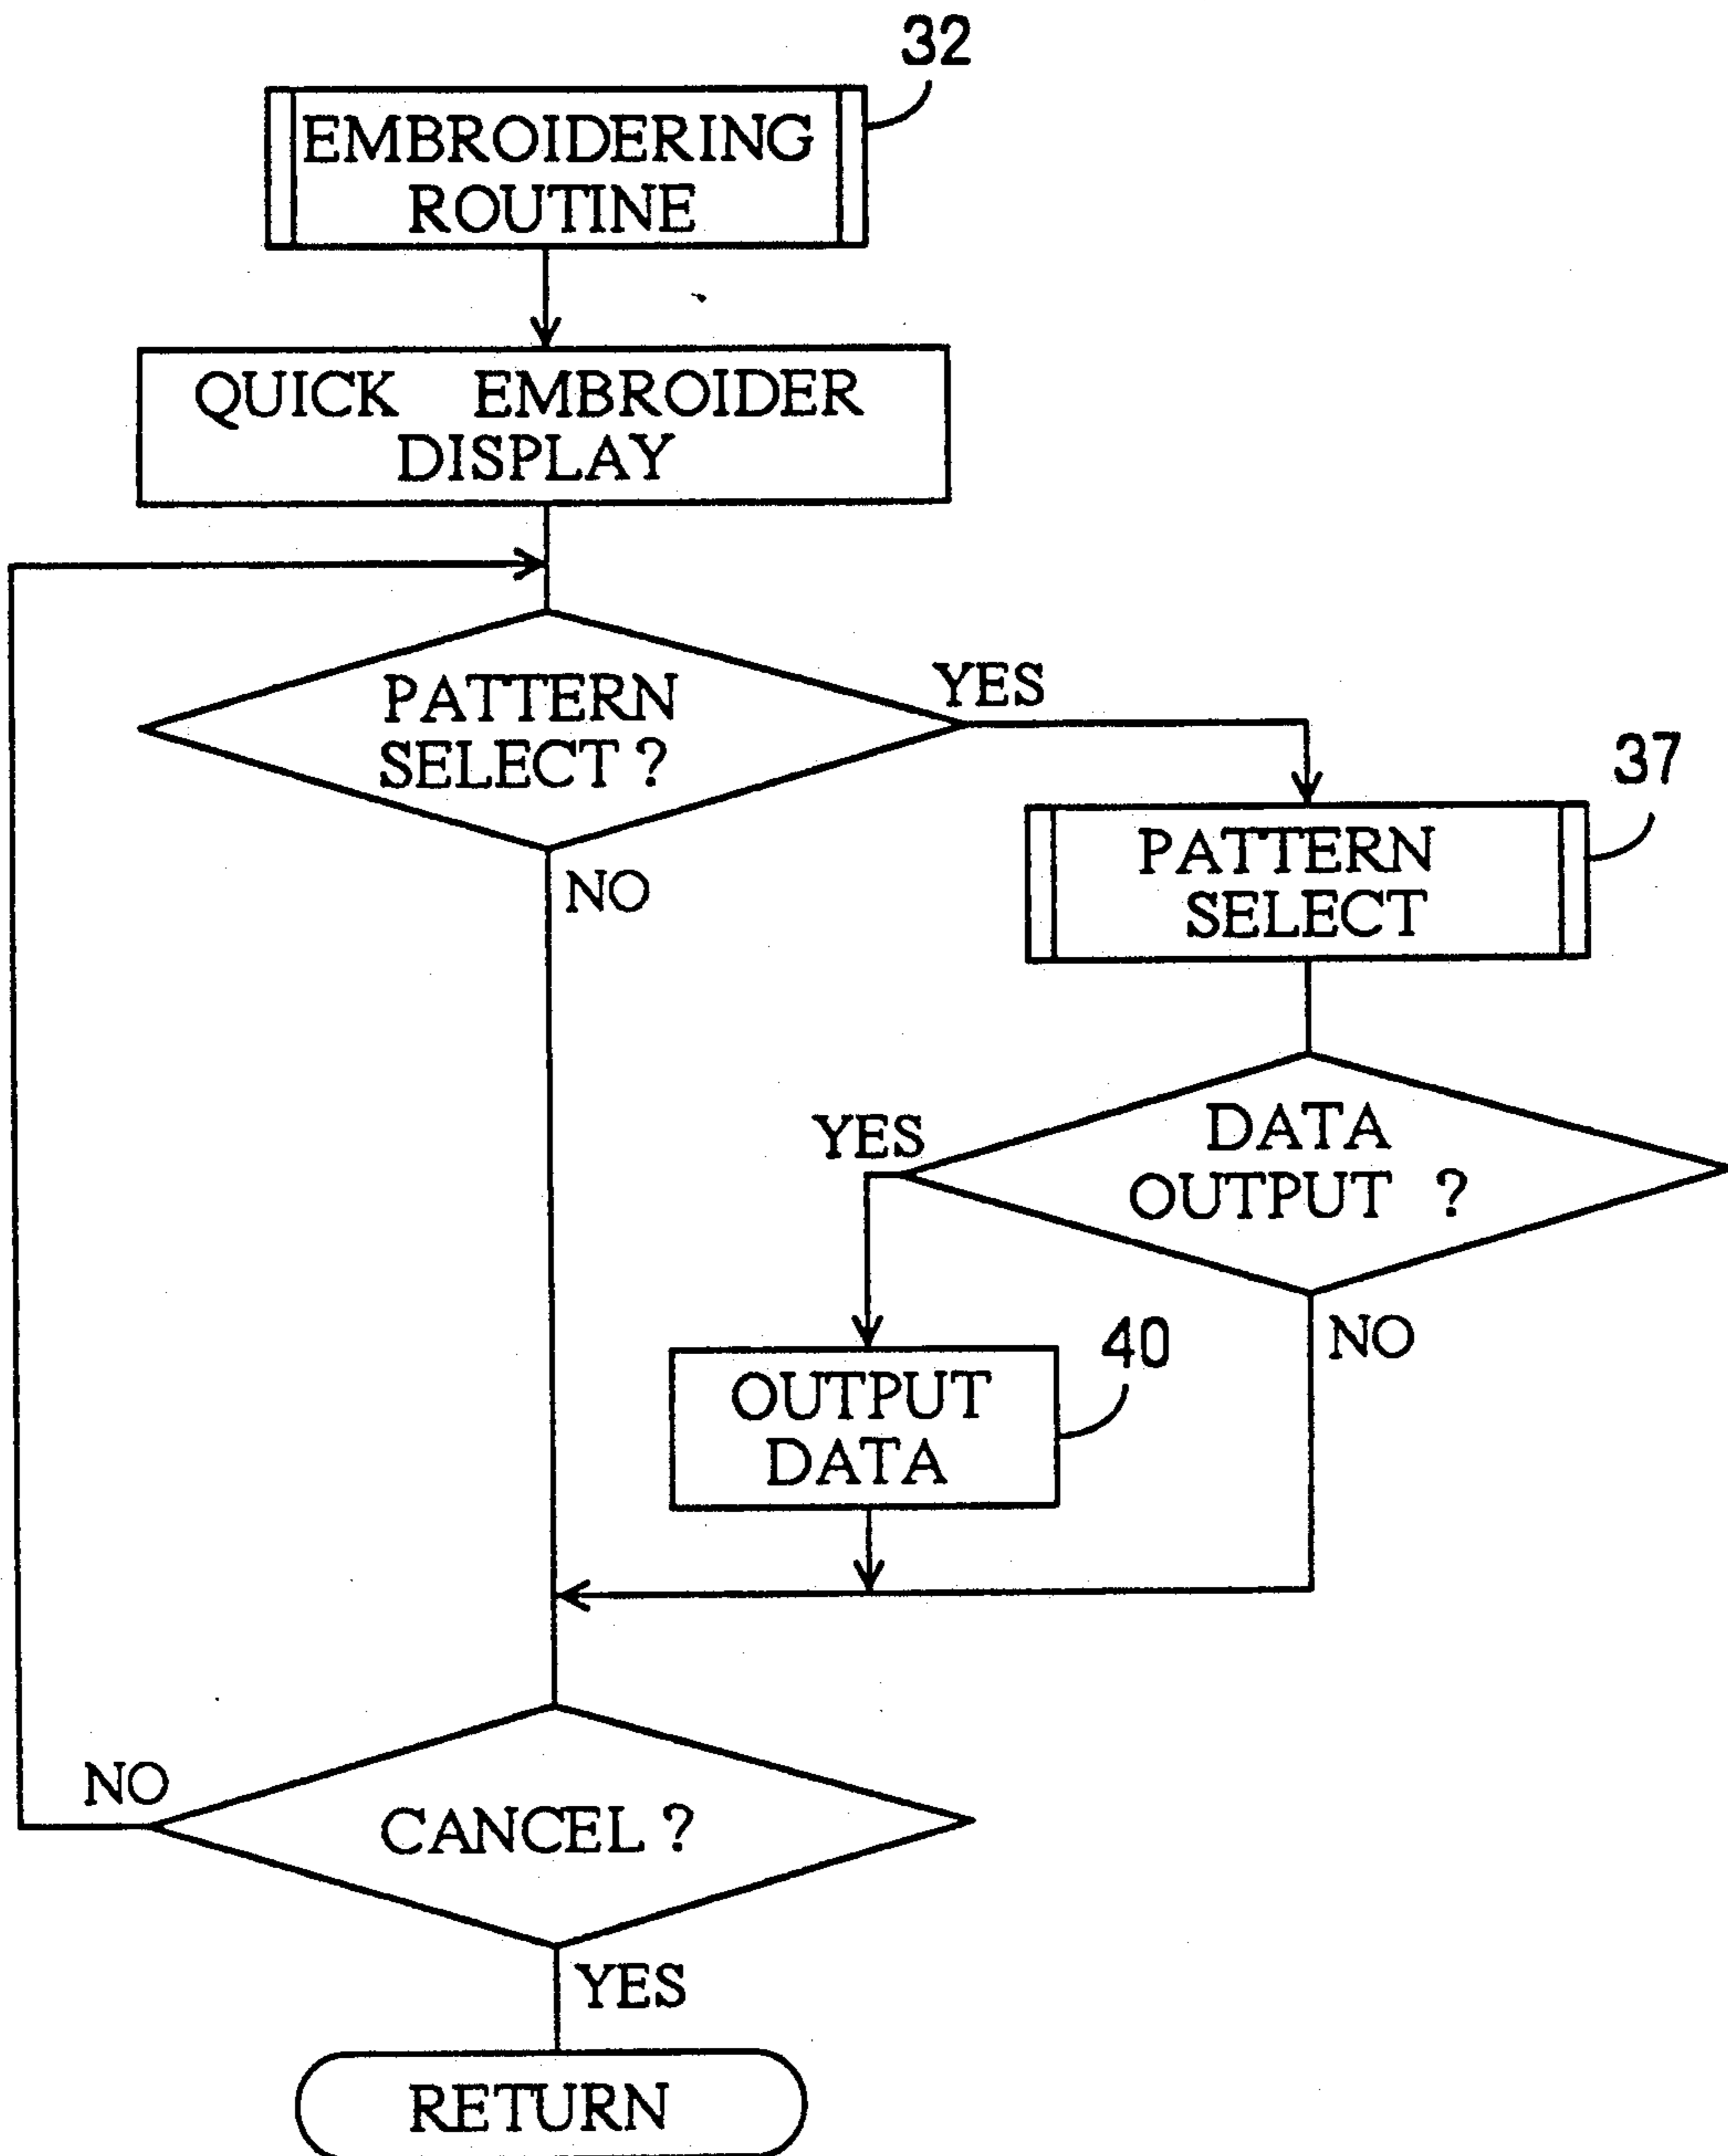 32
EMBROIDERING
ROUTINE
QUICK EMBROIDER
DISPLAY
PATTERN
SELECT ?
YES
NO
37
PATTERN
SELECT
DATA
OUTPUT ?
YES
NO
40
OUTPUT
DATA
CANCEL ?
NO
YES
RETURN